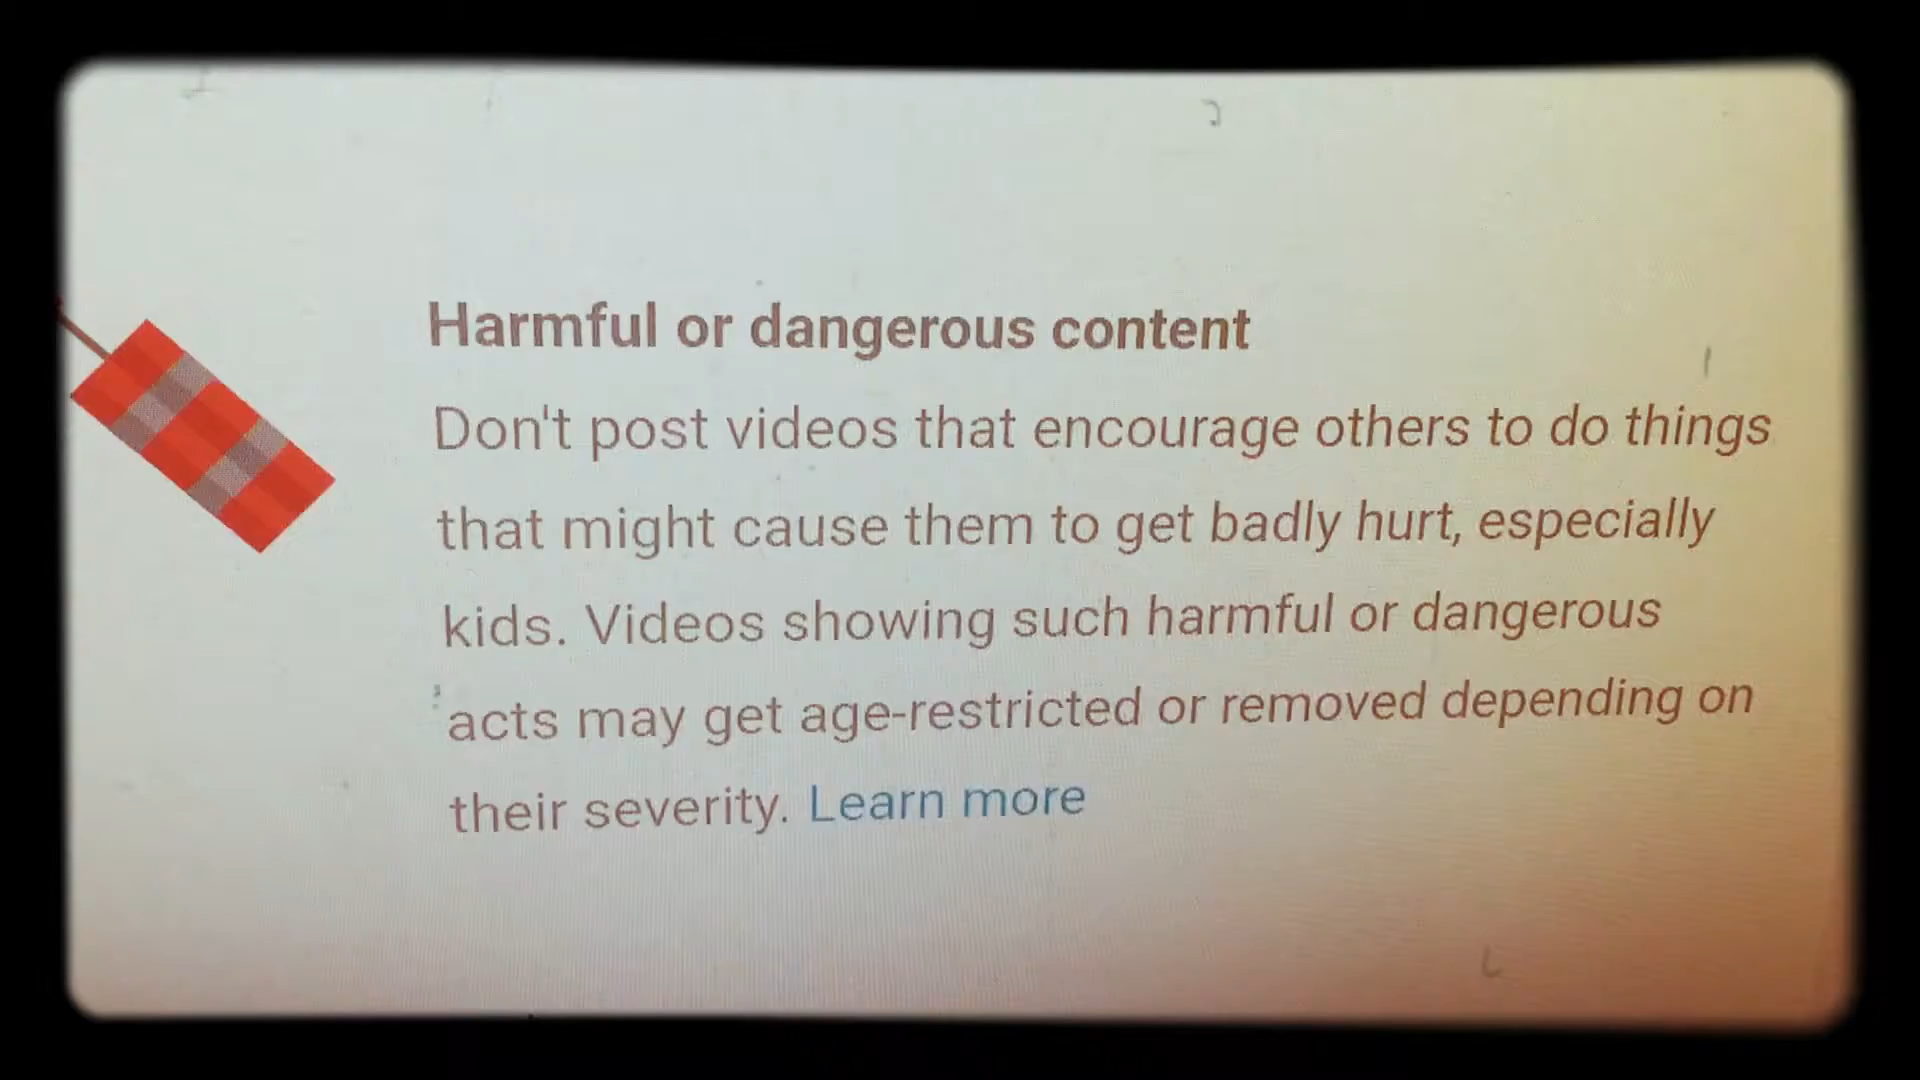 Harmful or dangerous content
Don't post videos that encourage others to do things
that might cause them to get badly hurt, especially
kids. Videos showing such harmful or dangerous
acts may get age-restricted or removed depending on
their severity. Learn more